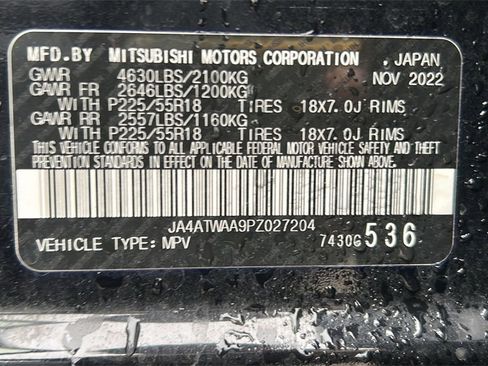 MFD.BY MITSUBISHI MOTORS CORPORATION , JAPAN
GVWR 4630LBS/2100KG NOV 2022
GAWR FR 2646LBS/1200KG
WITH P225/55R18 TIRES 18X7.0J RIMS
GAWR RR 2557LBS/1160KG
WITH P225/55R18 TIRES 18X7.0J RIMS
THIS VEHICLE CONFORMS TO ALL APPLICABLE FEDERAL MOTOR VEHICLE SAFETY AND THEFT
PREVENTION STANDARDS IN EFFECT ON THE DATE OF MANUFACTURE SHOWN ABOVE.
JA4ATWAA9PZ027204
VEHICLE TYPE: MPV 7430G536